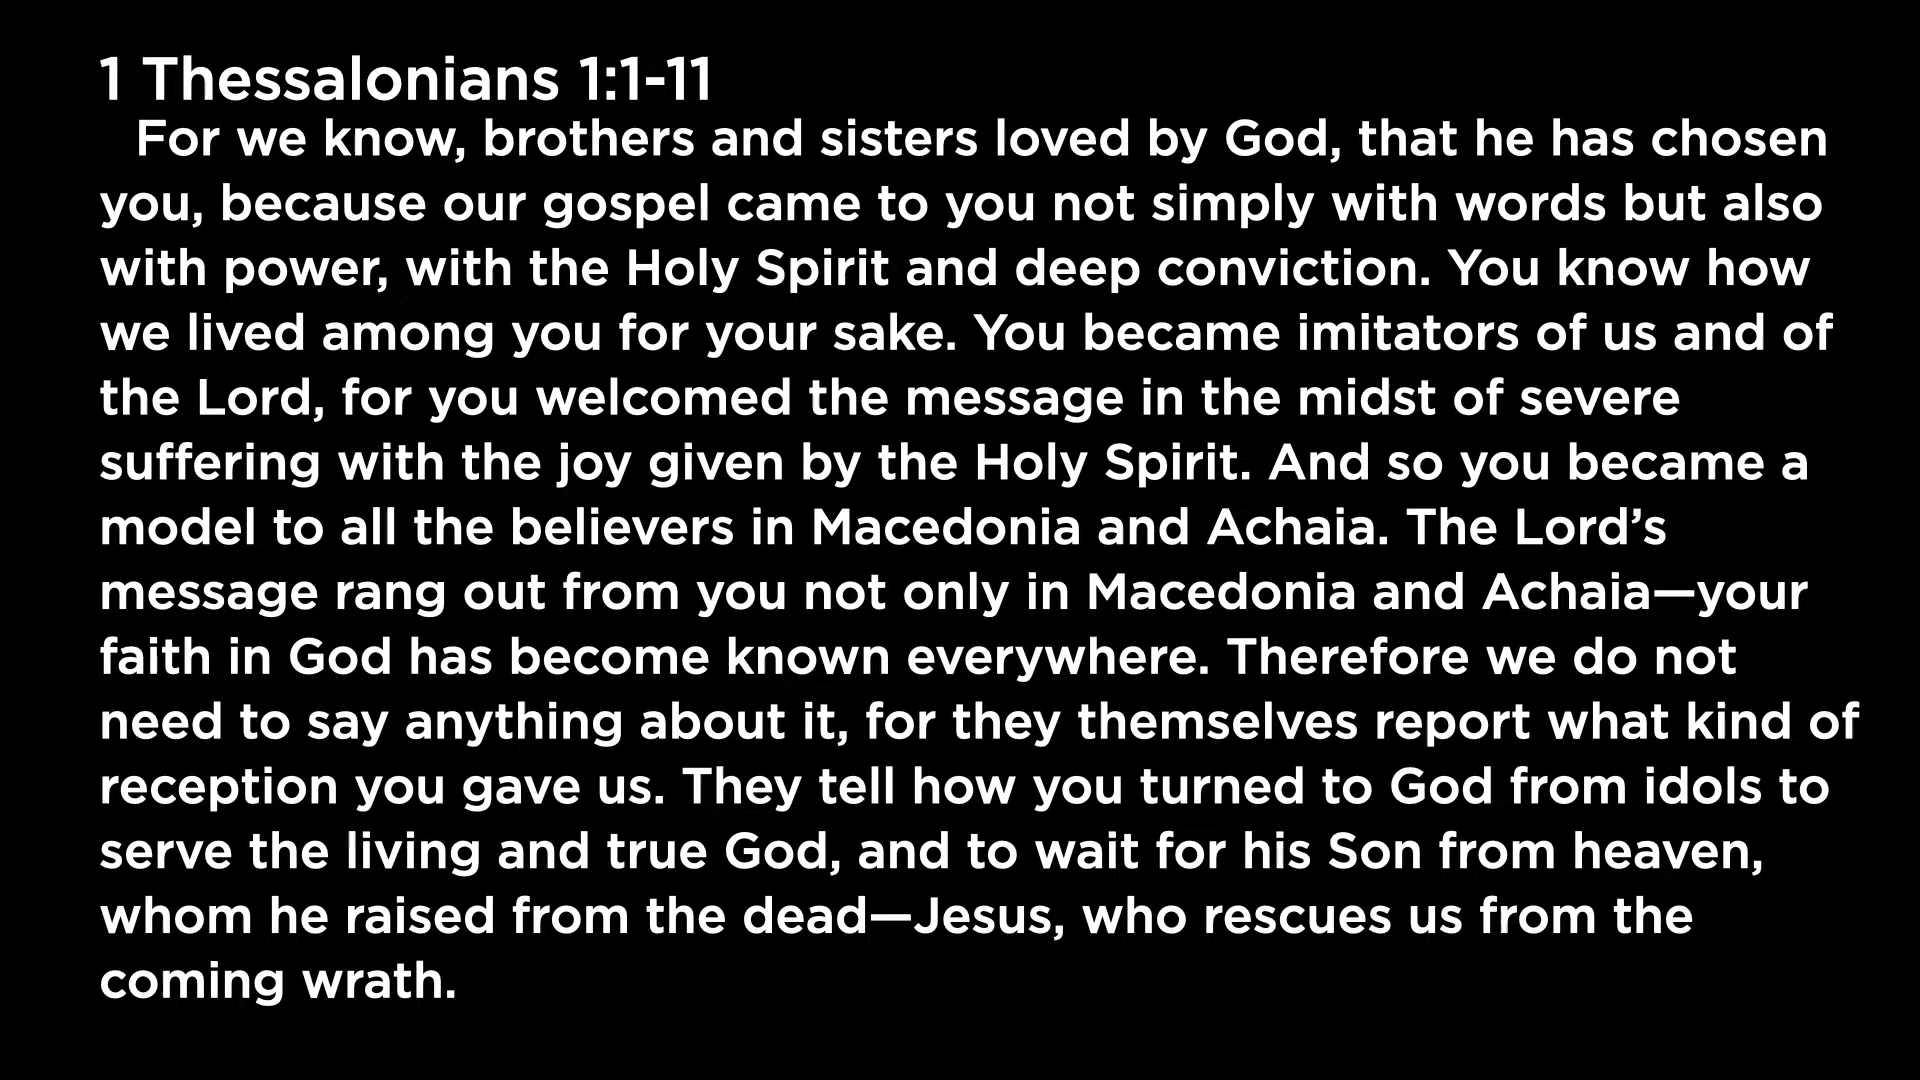 1 Thessalonians 1:1-11
For we know, brothers and sisters loved by God, that he has chosen
you, because our gospel came to you not simply with words but also
with power, with the Holy Spirit and deep conviction. You know how
we lived among you for your sake. You became imitators of us and of
the Lord, for you welcomed the message in the midst of severe
suffering with the joy given by the Holy Spirit. And so you became a
model to all the believers in Macedonia and Achaia. The Lord’s
message rang out from you not only in Macedonia and Achaia—your
faith in God has become known everywhere. Therefore we do not
need to say anything about it, for they themselves report what kind of
reception you gave us. They tell how you turned to God from idols to
serve the living and true God, and to wait for his Son from heaven,
whom he raised from the dead—Jesus, who rescues us from the
coming wrath.